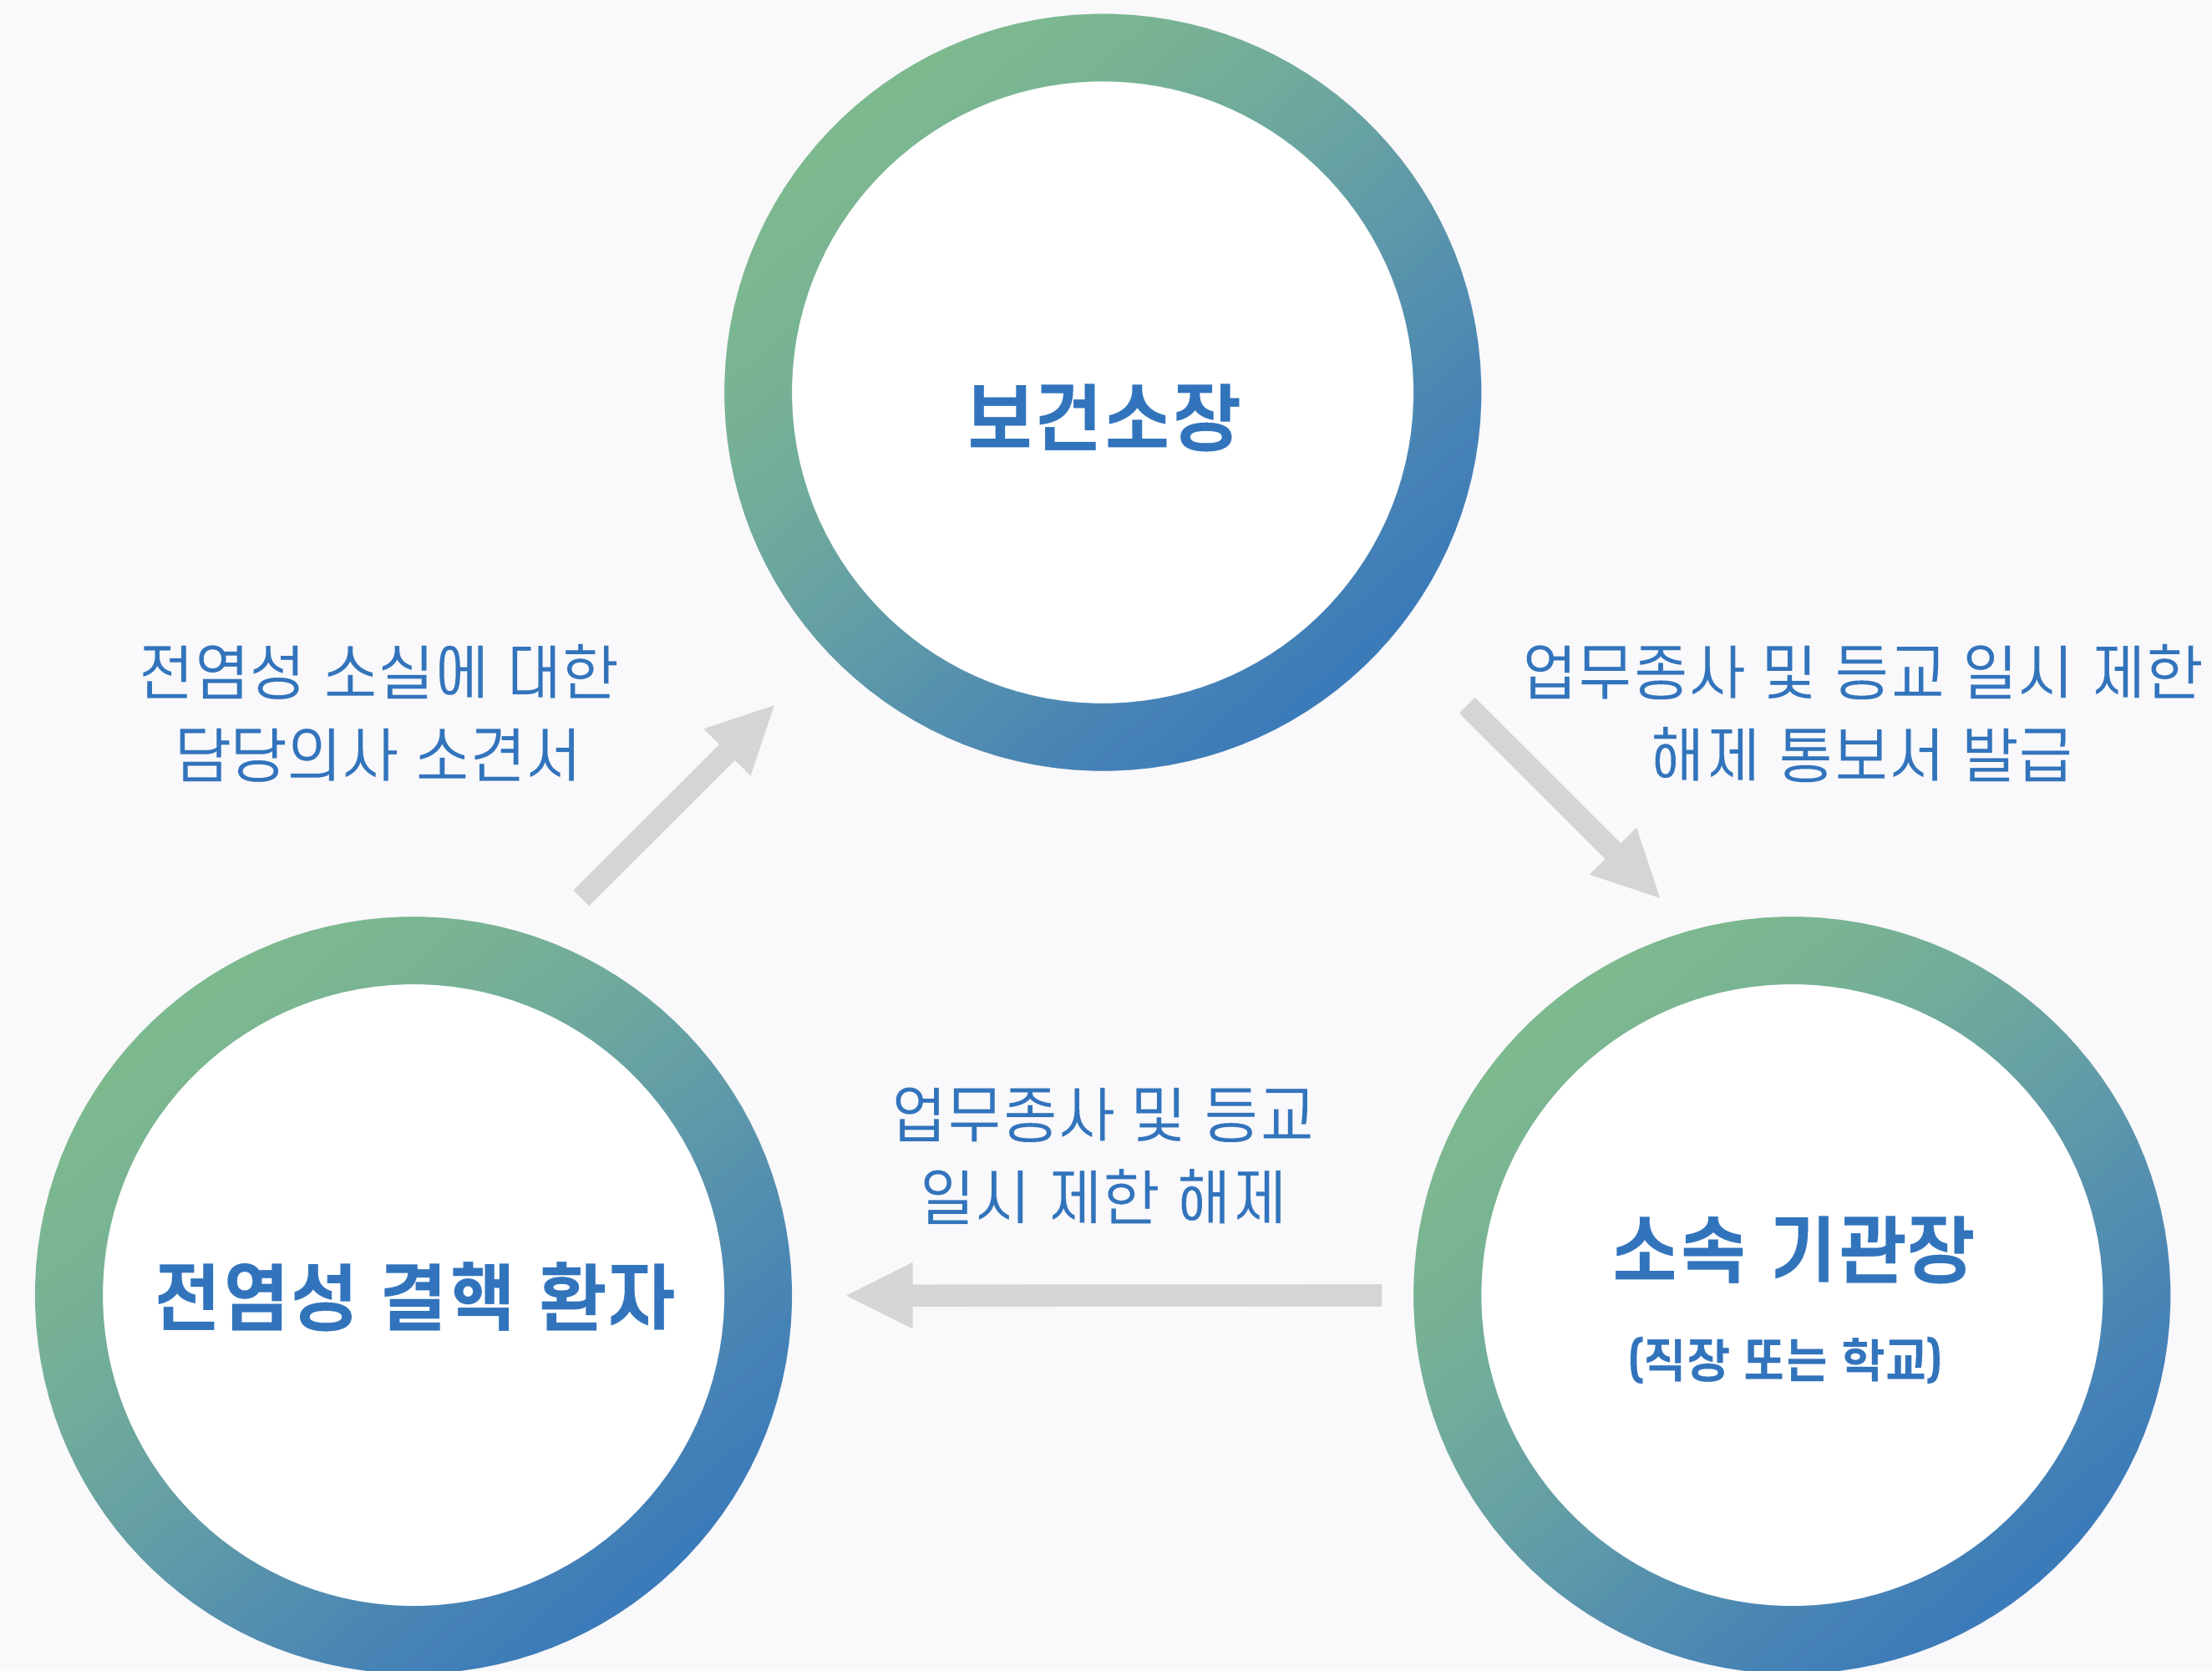 보건소장
전염성 소실에 대한
담당의사 소견서
업무종사 및 등교 일시 제한
해제 통보서 발급
업무종사 및 등교
일시 제한 해제
전염성 결핵 환자
소속 기관장
(직장 또는 학교)